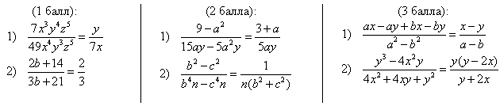 (1 балл):
1) \frac{7x^3y^4z^5}{49x^4y^3z^5}=\frac{y}{7x}
2) \frac{2b+14}{3b+21}=\frac{2}{3}
(2 балла):
1) \frac{9-a^2}{15ay-5a^2y}=\frac{3+a}{5ay}
2) \frac{b^2-c^2}{b^4n-c^4n}=\frac{1}{n(b^2+c^2)}
(3 балла):
1) \frac{ax-ay+bx-by}{a^2-b^2}=\frac{x-y}{a-b}
2) \frac{y^3-4x^2y}{4x^2+4xy+y^2}=\frac{y(y-2x)}{y+2x}